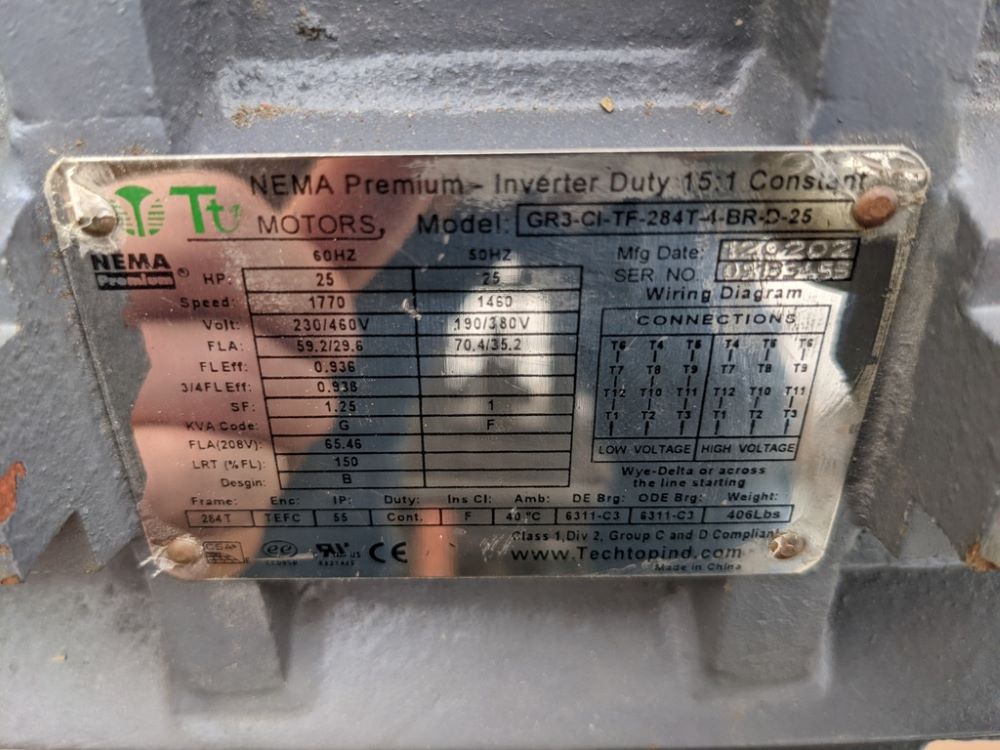 NEMA Premium - Inverter Duty 15:1 Constant
MOTORS, Model: GR3-CI-TF-284T-4-BR-D-25
NEMA Premium ®
60HZ 50HZ
Mfg Date: 120202
SER NO.
HP: 25 25
Speed: 1770 1460
Volt: 230/460V 190/380V
FLA: 59.2/29.6 70.4/35.2
FL Eff: 0.936
3/4FL Eff: 0.938
SF: 1.25 1
KVA Code: G F
FLA(208V): 65.46
LRT (%FL): 150
Desgin: B
Wiring Diagram
CONNECTIONS
T6 T4 T5 T4 T5 T6
T7 T8 T9 T7 T8 T9
T12 T10 T11 T12 T10 T11
T1 T2 T3 T1 T2 T3
LOW VOLTAGE HIGH VOLTAGE
Wye-Delta or across
the line starting
Frame: Enc: IP: Duty: Ins Cl: Amb: DE Brg: ODE Brg: Weight:
284T TEFC 55 Cont. F 40 °C 6311-C3 6311-C3 406Lbs
Class 1,Div 2, Group C and D Compliant
ee US CE
www.Techtopind.com
Made in China